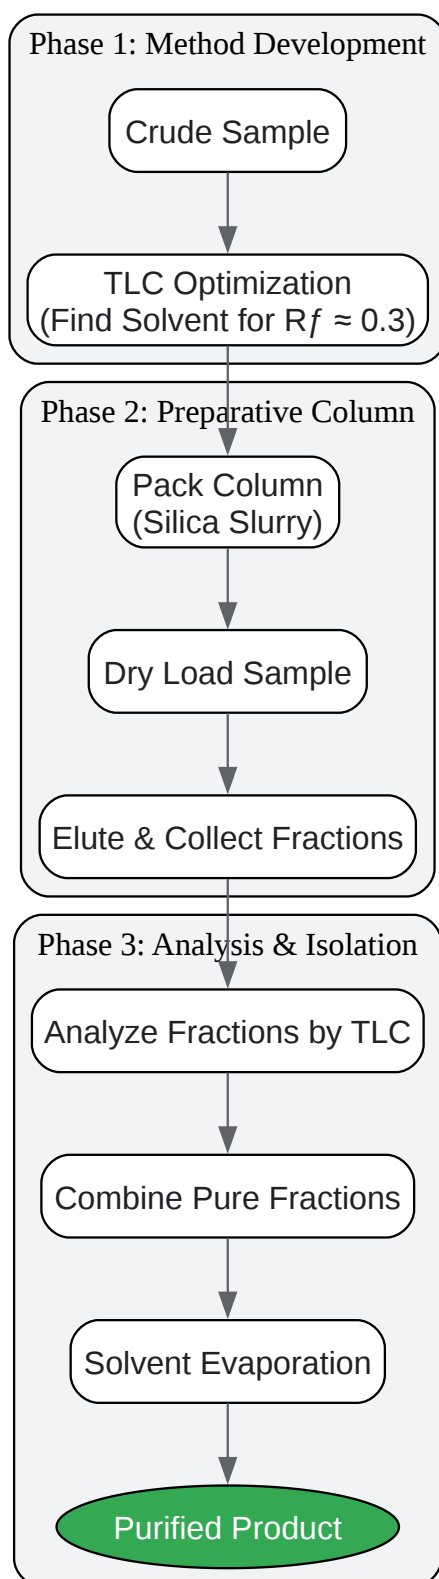 Phase 1: Method Development
Crude Sample
TLC Optimization
(Find Solvent for Rƒ ≈ 0.3)
Phase 2: Preparative Column
Pack Column
(Silica Slurry)
Dry Load Sample
Elute & Collect Fractions
Phase 3: Analysis & Isolation
Analyze Fractions by TLC
Combine Pure Fractions
Solvent Evaporation
Purified Product